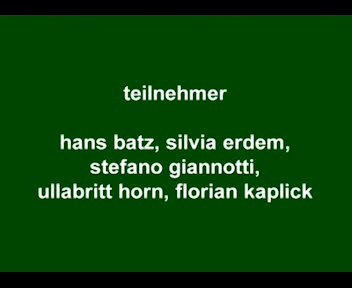 teilnehmer
hans batz, silvia erdem,
stefano giannotti,
ullabritt horn, florian kaplick